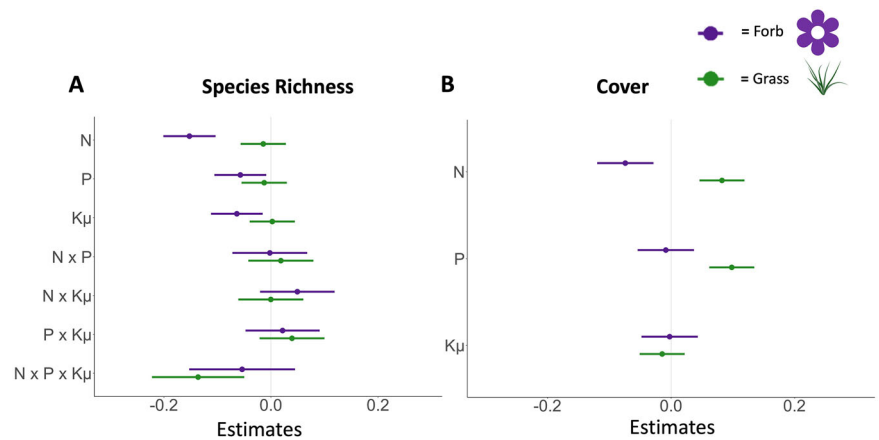 = Forb
= Grass
A
Species Richness
B
Cover
N
P
Kµ
N x P
N x Kµ
P x Kµ
N x P x Kµ
-0.2
0.0
0.2
Estimates
N
P
Kµ
-0.2
0.0
0.2
Estimates